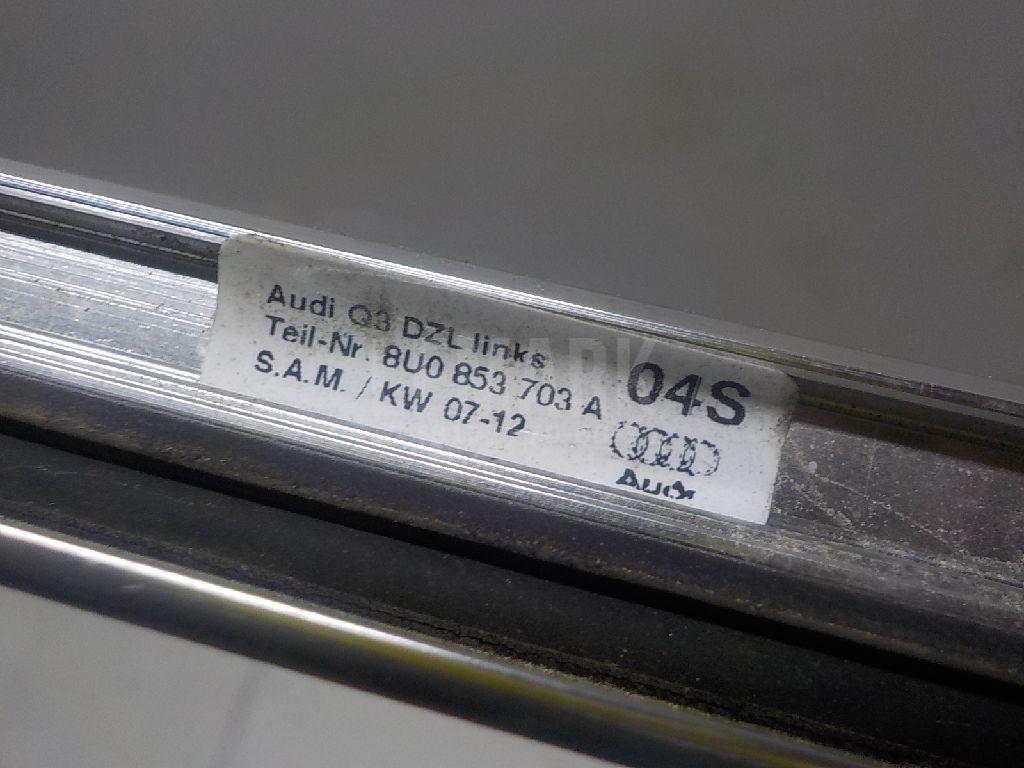 Audi Q3 DZL links
Teil-Nr. 8U0 853 703 A
04S
S.A.M. / KW 07-12
Audi